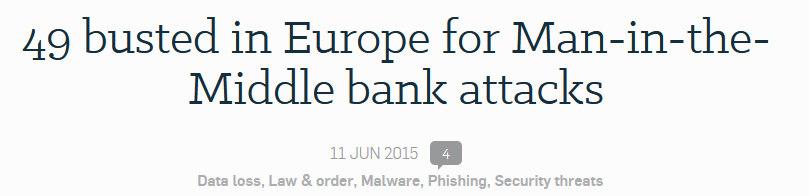 49 busted in Europe for Man-in-the-
Middle bank attacks
11 JUN 2015 4
Data loss, Law & order, Malware, Phishing, Security threats